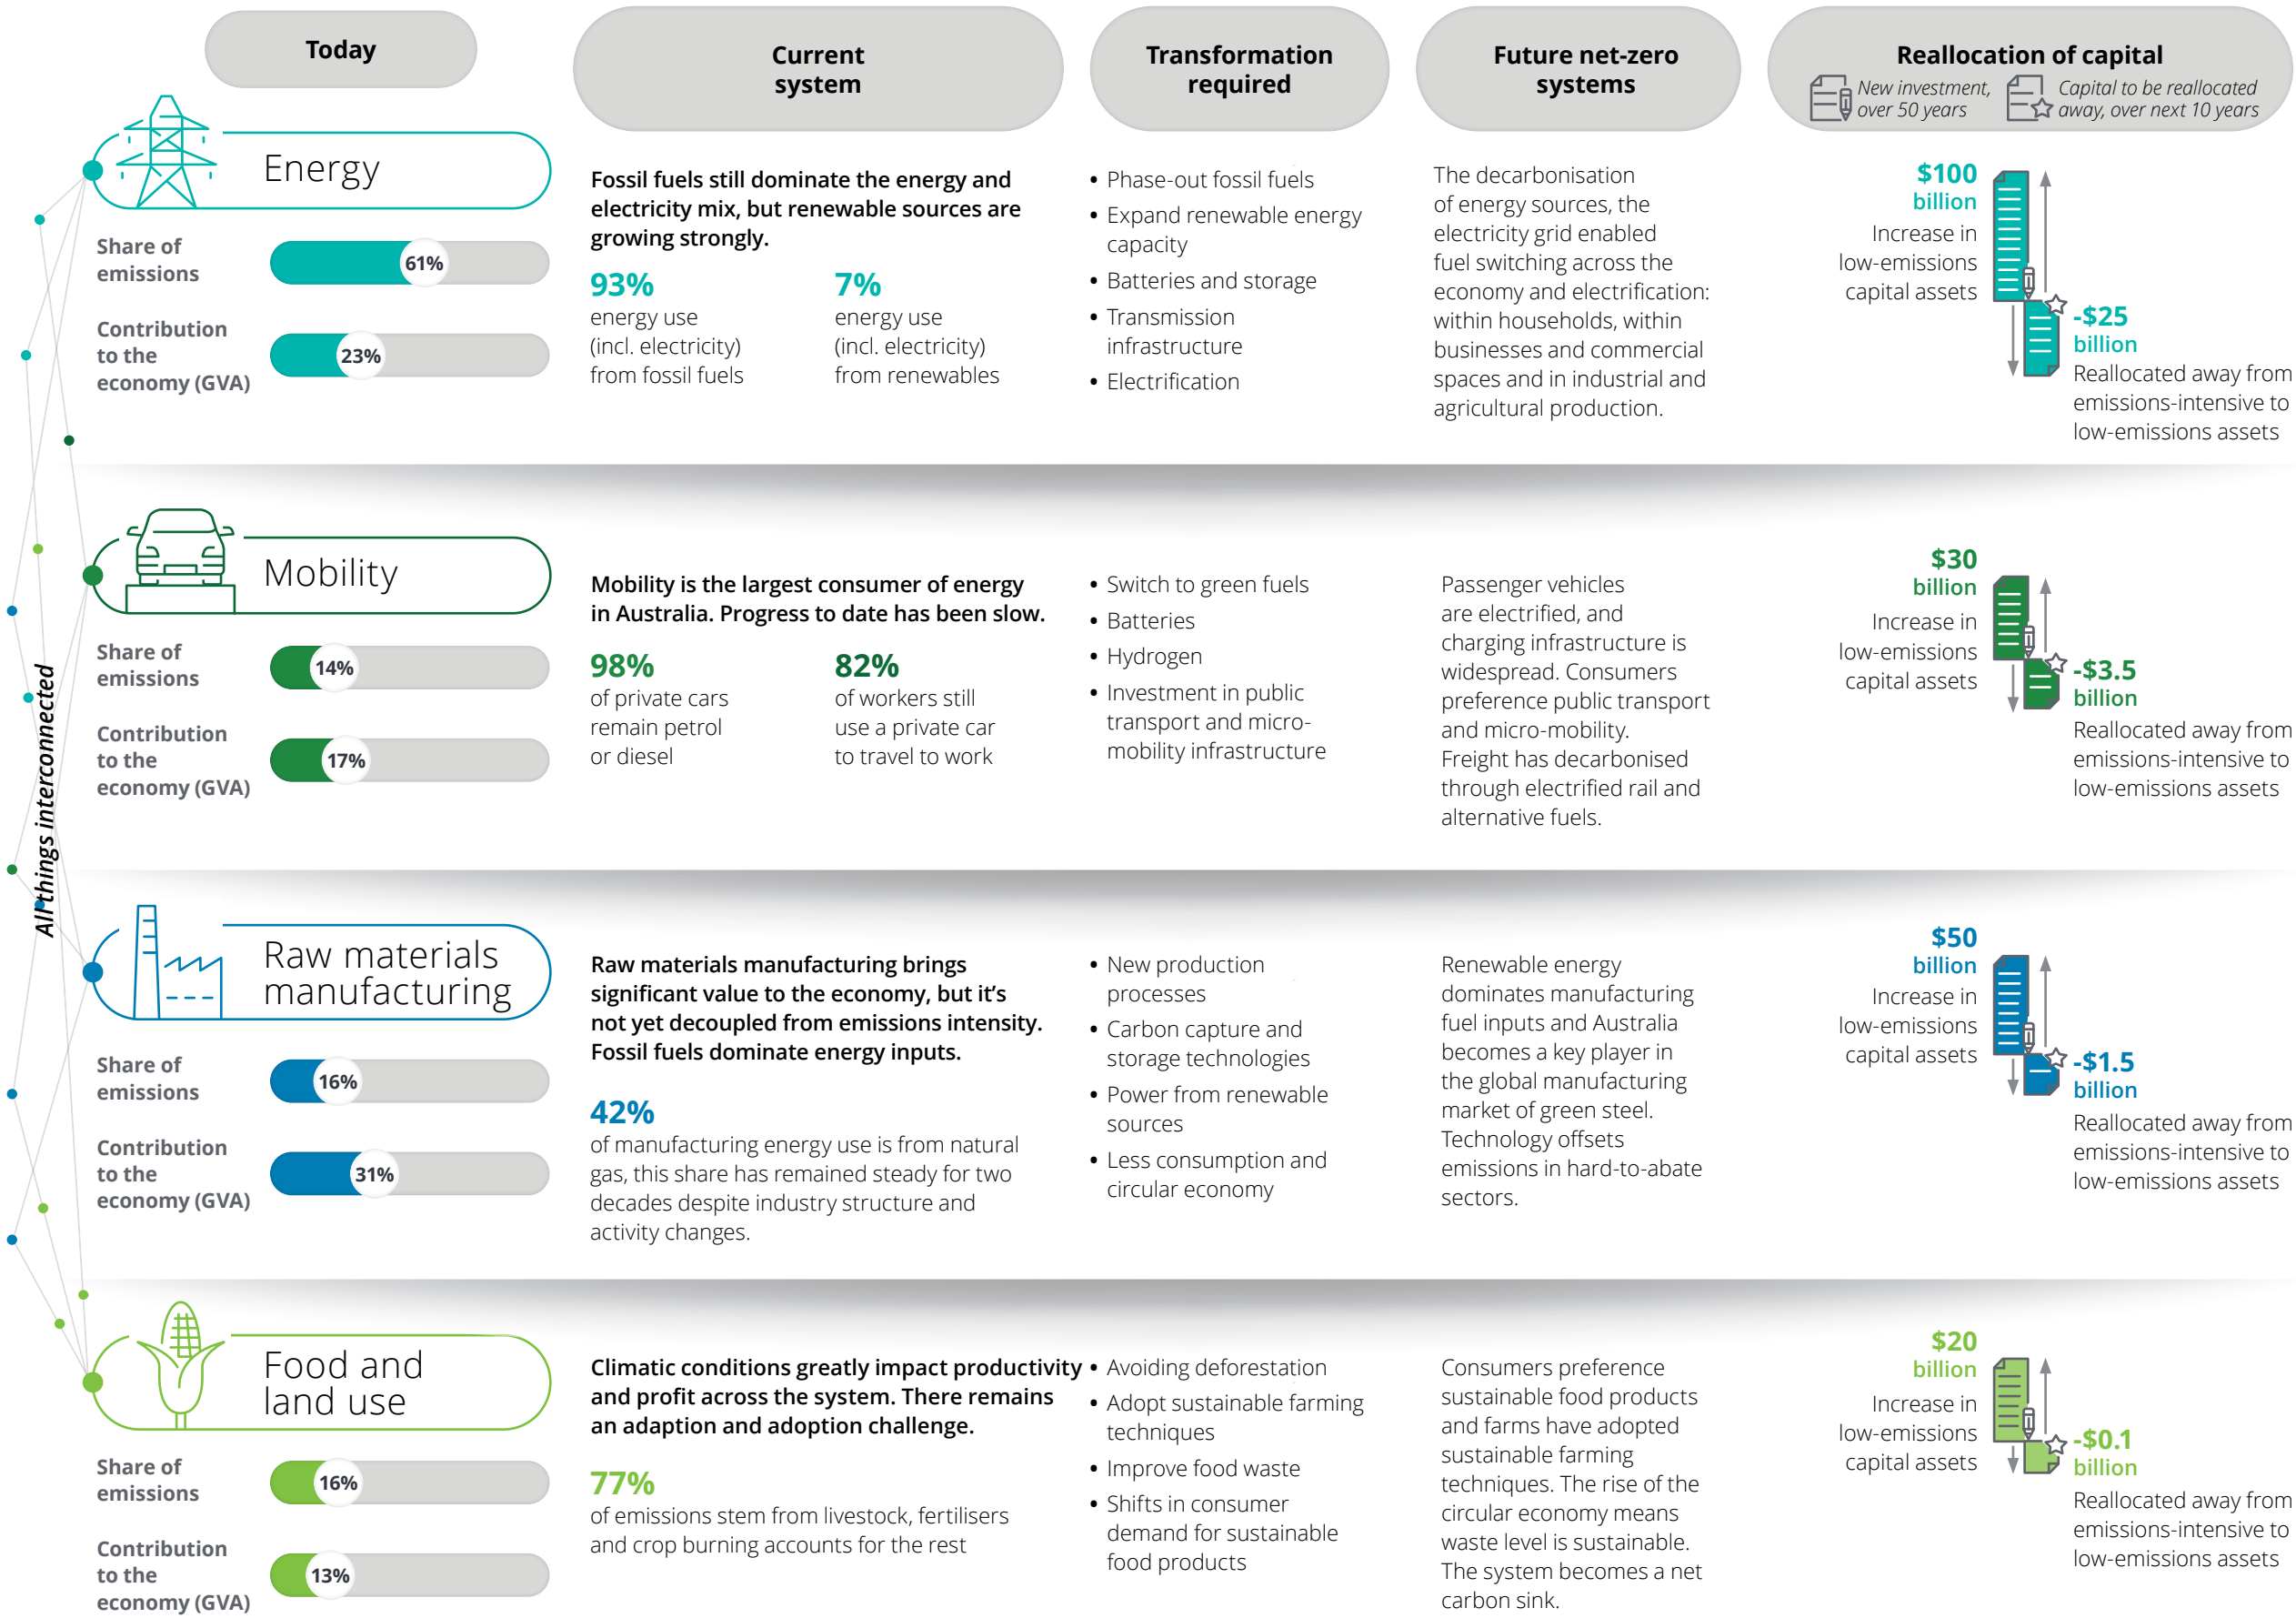 Today
Current
system
Transformation
required
Future net-zero
systems
Reallocation of capital
New investment,
over 50 years
Capital to be reallocated
away, over next 10 years
All things interconnected
Energy
Share of
emissions
61%
Contribution
to the
economy (GVA)
23%
Fossil fuels still dominate the energy and
electricity mix, but renewable sources are
growing strongly.
93%
energy use
(incl. electricity)
from fossil fuels
7%
energy use
(incl. electricity)
from renewables
• Phase-out fossil fuels
• Expand renewable energy
capacity
• Batteries and storage
• Transmission
infrastructure
• Electrification
The decarbonisation
of energy sources, the
electricity grid enabled
fuel switching across the
economy and electrification:
within households, within
businesses and commercial
spaces and in industrial and
agricultural production.
$100
billion
Increase in
low-emissions
capital assets
-$25
billion
Reallocated away from
emissions-intensive to
low-emissions assets
Mobility
Share of
emissions
14%
Contribution
to the
economy (GVA)
17%
Mobility is the largest consumer of energy
in Australia. Progress to date has been slow.
98%
of private cars
remain petrol
or diesel
82%
of workers still
use a private car
to travel to work
• Switch to green fuels
• Batteries
• Hydrogen
• Investment in public
transport and micro-
mobility infrastructure
Passenger vehicles
are electrified, and
charging infrastructure is
widespread. Consumers
preference public transport
and micro-mobility.
Freight has decarbonised
through electrified rail and
alternative fuels.
$30
billion
Increase in
low-emissions
capital assets
-$3.5
billion
Reallocated away from
emissions-intensive to
low-emissions assets
Raw materials
manufacturing
Share of
emissions
16%
Contribution
to the
economy (GVA)
31%
Raw materials manufacturing brings
significant value to the economy, but it’s
not yet decoupled from emissions intensity.
Fossil fuels dominate energy inputs.
42%
of manufacturing energy use is from natural
gas, this share has remained steady for two
decades despite industry structure and
activity changes.
• New production
processes
• Carbon capture and
storage technologies
• Power from renewable
sources
• Less consumption and
circular economy
Renewable energy
dominates manufacturing
fuel inputs and Australia
becomes a key player in
the global manufacturing
market of green steel.
Technology offsets
emissions in hard-to-abate
sectors.
$50
billion
Increase in
low-emissions
capital assets
-$1.5
billion
Reallocated away from
emissions-intensive to
low-emissions assets
Food and
land use
Share of
emissions
16%
Contribution
to the
economy (GVA)
13%
Climatic conditions greatly impact productivity
and profit across the system. There remains
an adaption and adoption challenge.
77%
of emissions stem from livestock, fertilisers
and crop burning accounts for the rest
• Avoiding deforestation
• Adopt sustainable farming
techniques
• Improve food waste
• Shifts in consumer
demand for sustainable
food products
Consumers preference
sustainable food products
and farms have adopted
sustainable farming
techniques. The rise of the
circular economy means
waste level is sustainable.
The system becomes a net
carbon sink.
$20
billion
Increase in
low-emissions
capital assets
-$0.1
billion
Reallocated away from
emissions-intensive to
low-emissions assets